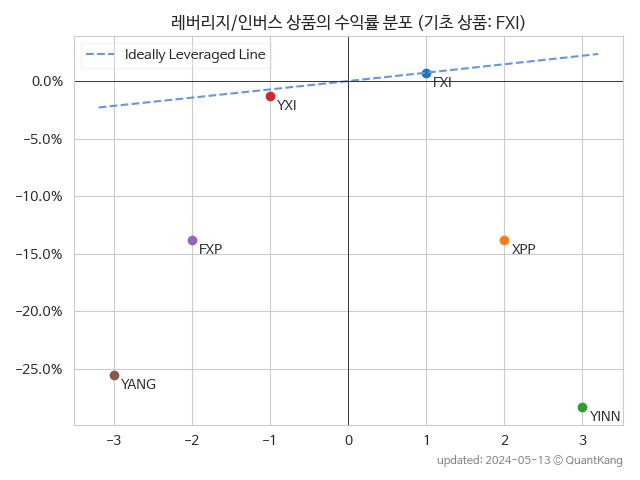 레버리지/인버스 상품의 수익률 분포 (기초 상품: FXI)
Ideally Leveraged Line
0.0%
FXI
YXI
−5.0%
−10.0%
FXP
XPP
−15.0%
−20.0%
−25.0%
YANG
YINN
−3
−2
−1
0
1
2
3
updated: 2024-05-13 © QuantKang